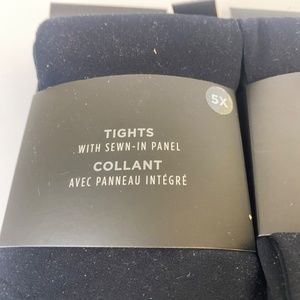 5X
TIGHTS
WITH SEWN-IN PANEL
COLLANT
AVEC PANNEAU INTÉGRÉ